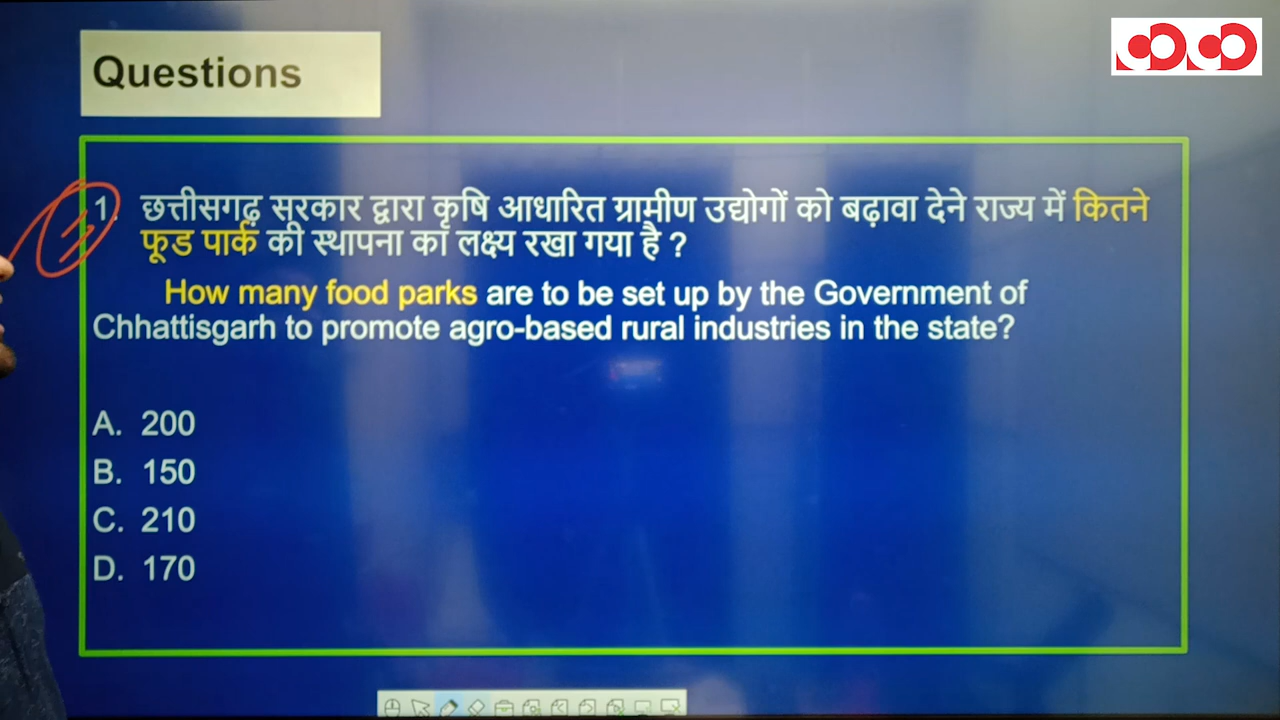 Questions
1. छत्तीसगढ़ सरकार द्वारा कृषि आधारित ग्रामीण उद्योगों को बढ़ावा देने राज्य में कितने
फूड पार्क की स्थापना का लक्ष्य रखा गया है ?
How many food parks are to be set up by the Government of
Chhattisgarh to promote agro-based rural industries in the state?
A. 200
B. 150
C. 210
D. 170